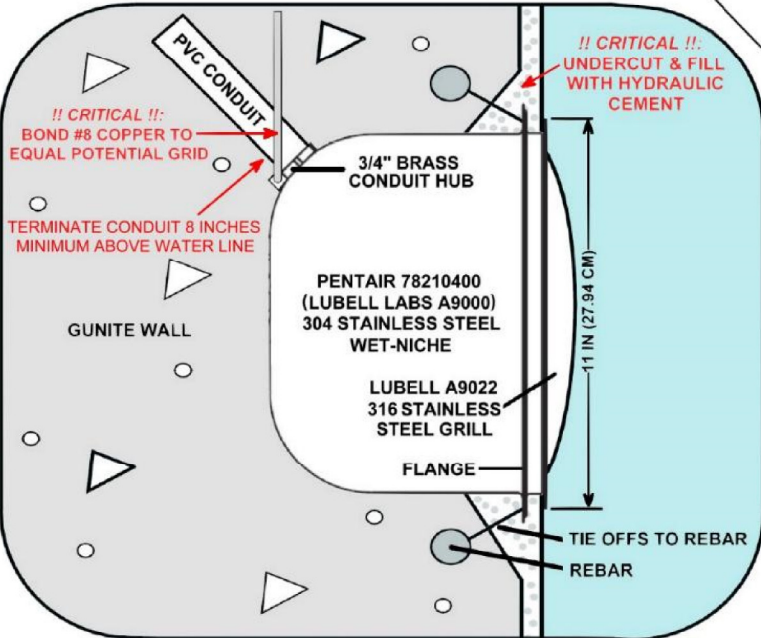 PVC CONDUIT
!! CRITICAL !!:
UNDERCUT & FILL
WITH HYDRAULIC
CEMENT
!! CRITICAL !!:
BOND #8 COPPER TO
EQUAL POTENTIAL GRID
3/4" BRASS
CONDUIT HUB
TERMINATE CONDUIT 8 INCHES
MINIMUM ABOVE WATER LINE
PENTAIR 78210400
(LUBELL LABS A9000)
304 STAINLESS STEEL
WET-NICHE
11 IN (27.94 CM)
GUNITE WALL
LUBELL A9022
316 STAINLESS
STEEL GRILL
FLANGE
TIE OFFS TO REBAR
REBAR